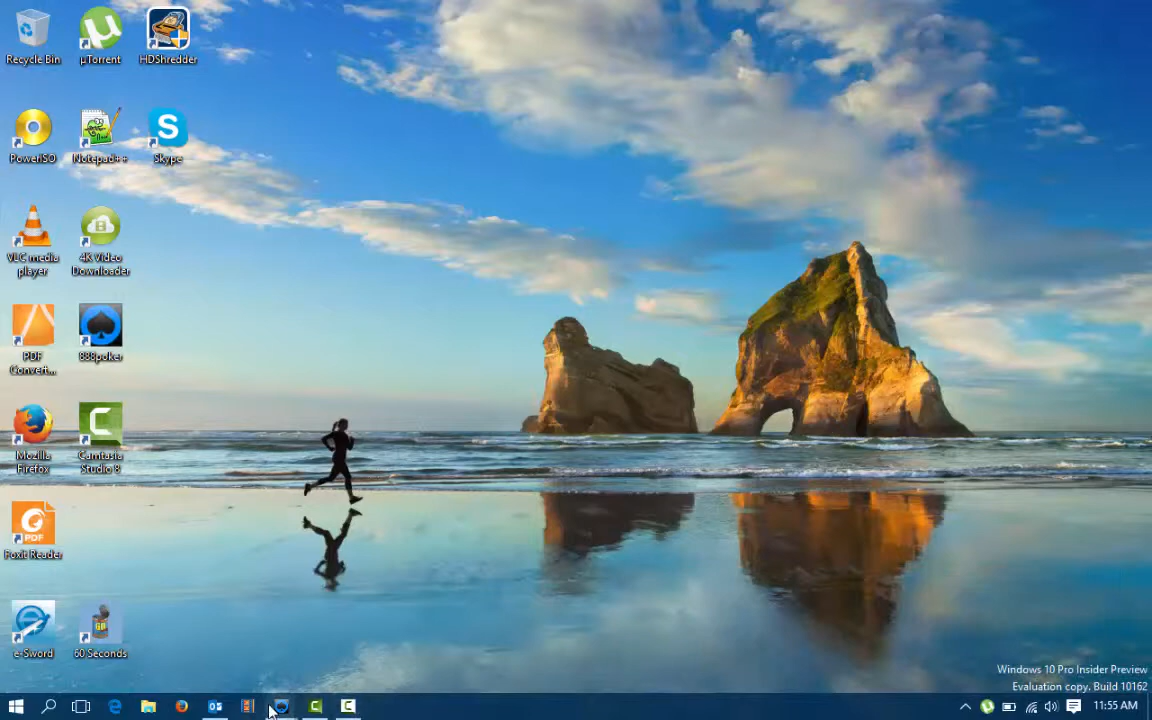 Recycle Bin
µTorrent
HDShredder
PowerISO
Notepad++
Skype
VLC media
player
4K Video
Downloader
PDF
Convert...
888poker
Mozilla
Firefox
Camtasia
Studio 8
PDF
Foxit Reader
e-Sword
60 Seconds
Windows 10 Pro Insider Preview
Evaluation copy. Build 10162
11:55 AM